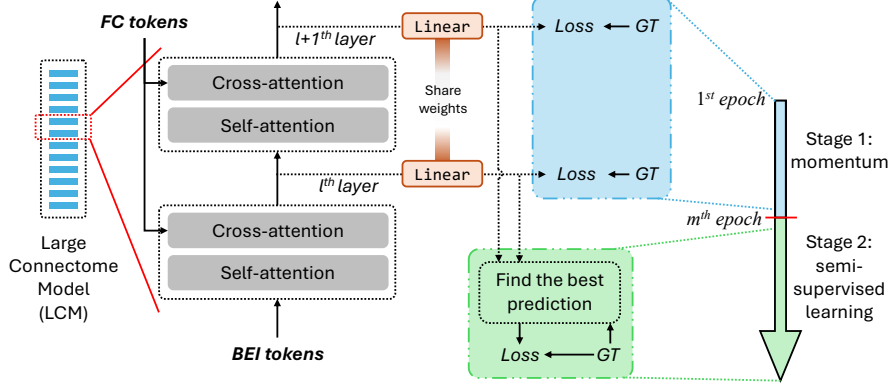 FC tokens
l+1th layer
Linear
Loss
GT
Cross-attention
Self-attention
Share
weights
1st epoch
Stage 1:
momentum
lth layer
Linear
Loss
GT
mth epoch
Cross-attention
Self-attention
Large
Connectome
Model
(LCM)
Stage 2:
semi-
supervised
learning
Find the best
prediction
Loss
GT
BEI tokens